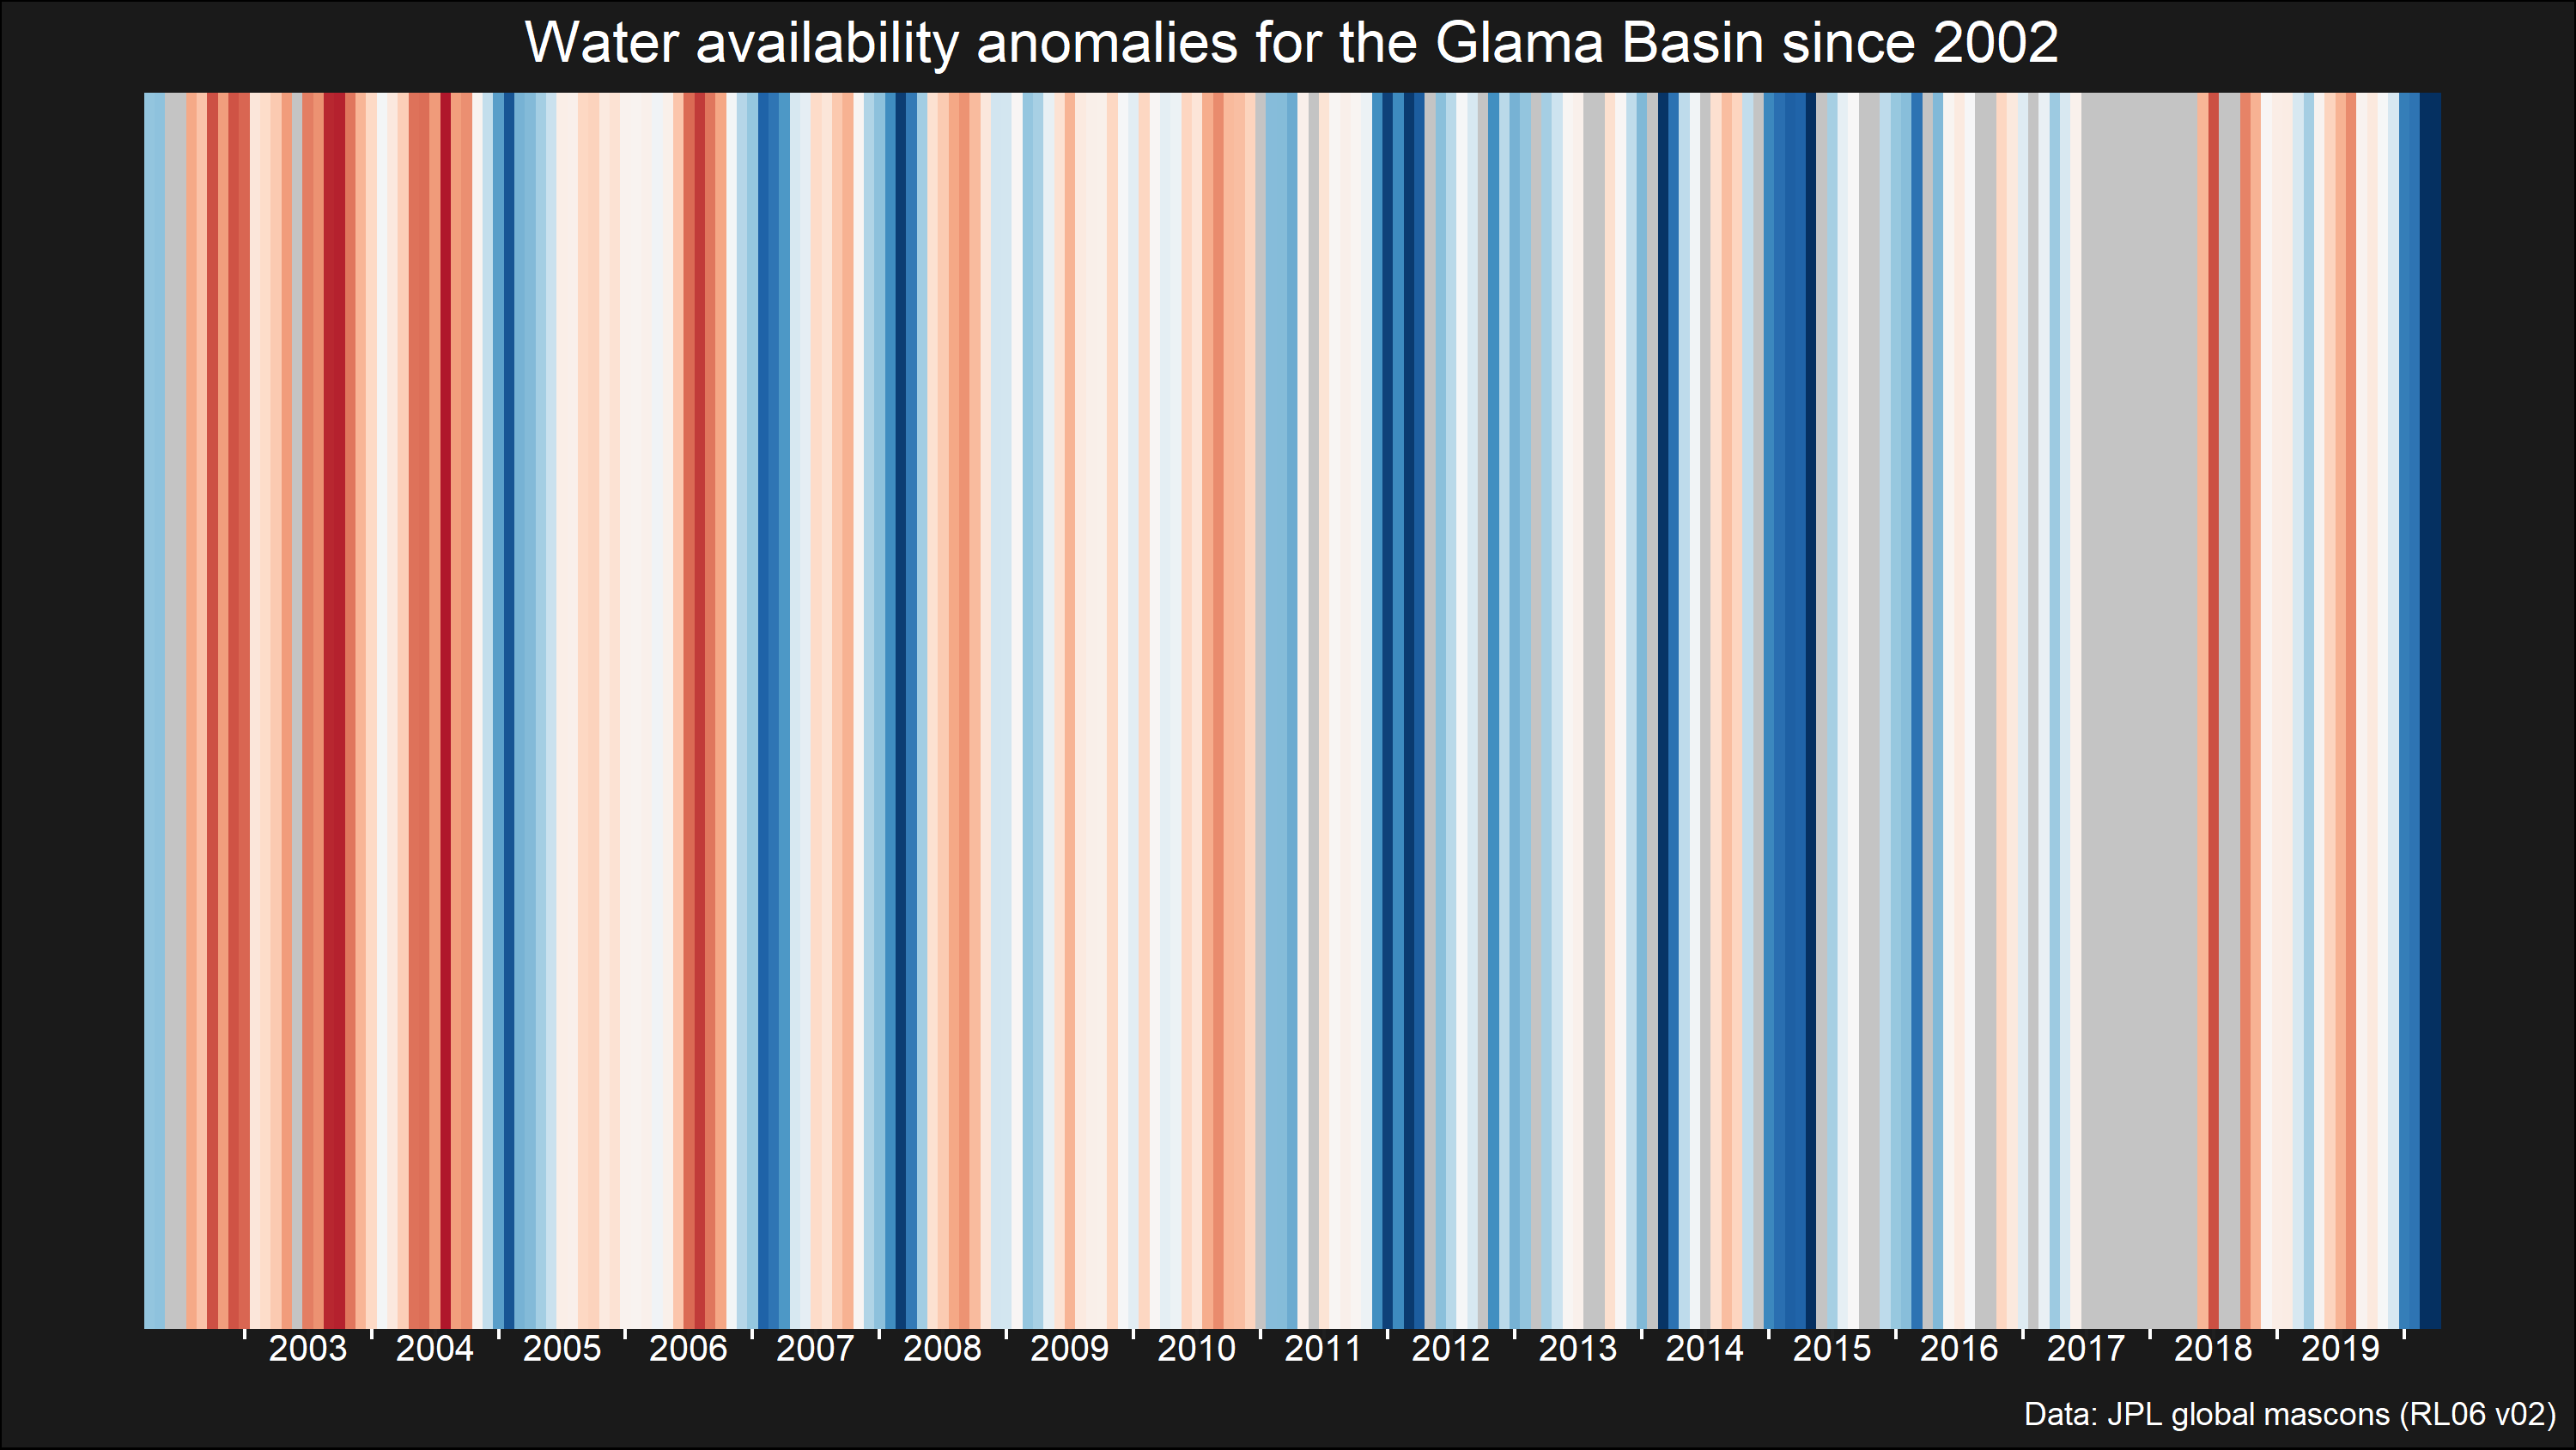 Water availability anomalies for the Glama Basin since 2002
2003 2004 2005 2006 2007 2008 2009 2010 2011 2012 2013 2014 2015 2016 2017 2018 2019
Data: JPL global mascons (RL06 v02)